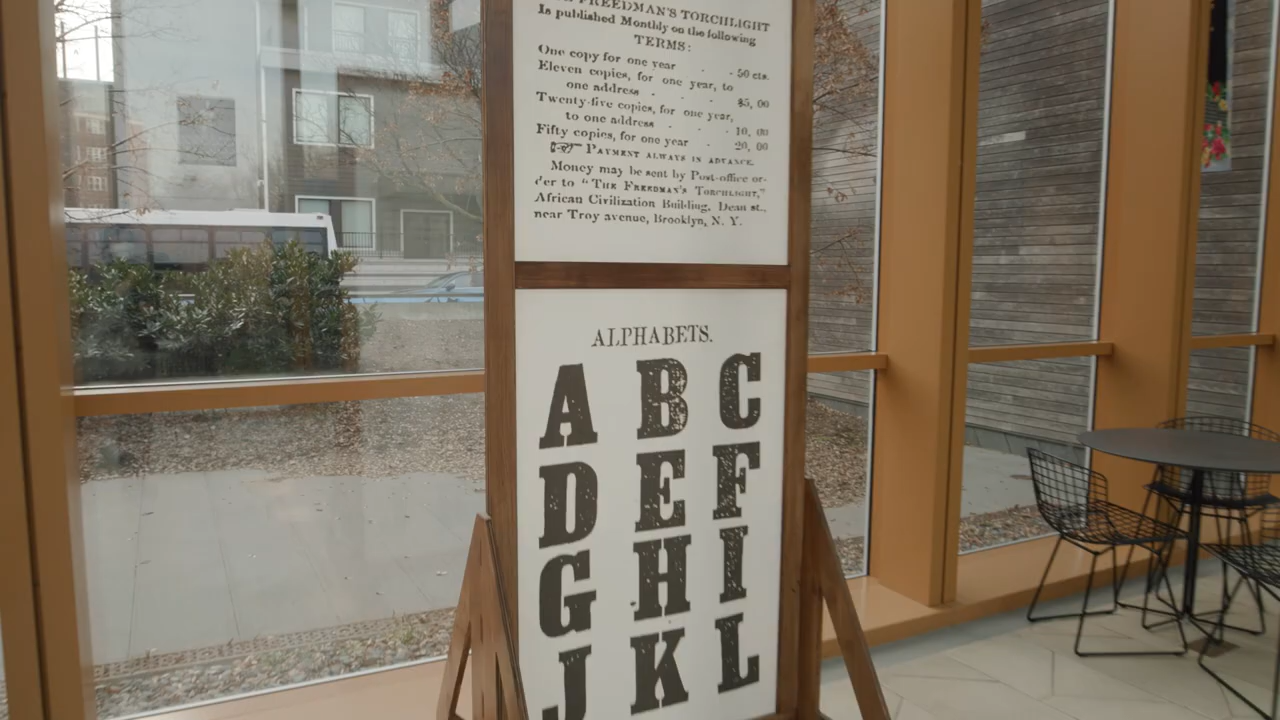 FREEDMAN'S TORCHLIGHT
Is published Monthly on the following
TERMS:
One copy for one year - - 50 cts.
Eleven copies, for one year, to
one address - - - $5, 00
Twenty-five copies, for one year,
to one address - - - 10, 00
Fifty copies, for one year - 20, 00
☞ PAYMENT ALWAYS IN ADVANCE.
Money may be sent by Post-office or-
der to "THE FREEDMAN'S TORCHLIGHT,"
African Civilization Building, Dean st.,
near Troy avenue, Brooklyn, N. Y.
ALPHABETS.
A B C
D E F
G H I
J K L